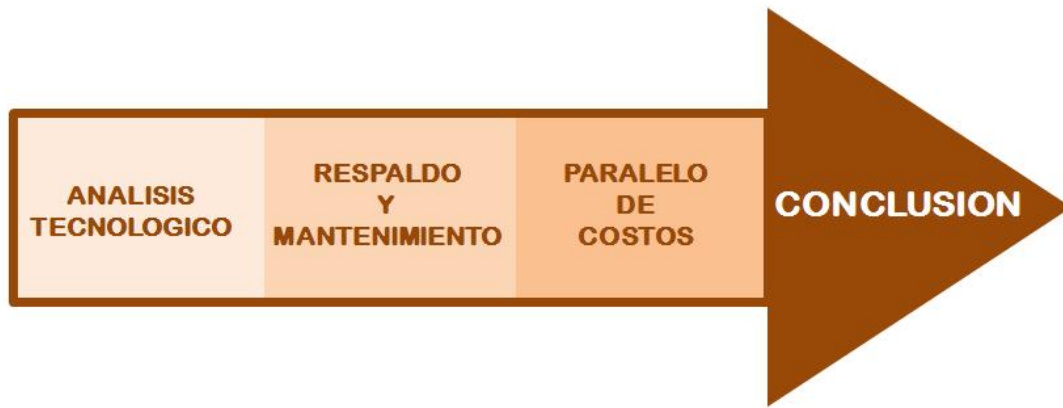 ANALISIS
TECNOLOGICO
RESPALDO
Y
MANTENIMIENTO
PARALELO
DE
COSTOS
CONCLUSION